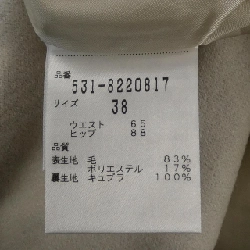 品番
531-8220817
サイズ 38
ウエスト 65
ヒップ 88
品質
表生地 毛 83%
ポリエステル 17%
裏生地 キュプラ 100%